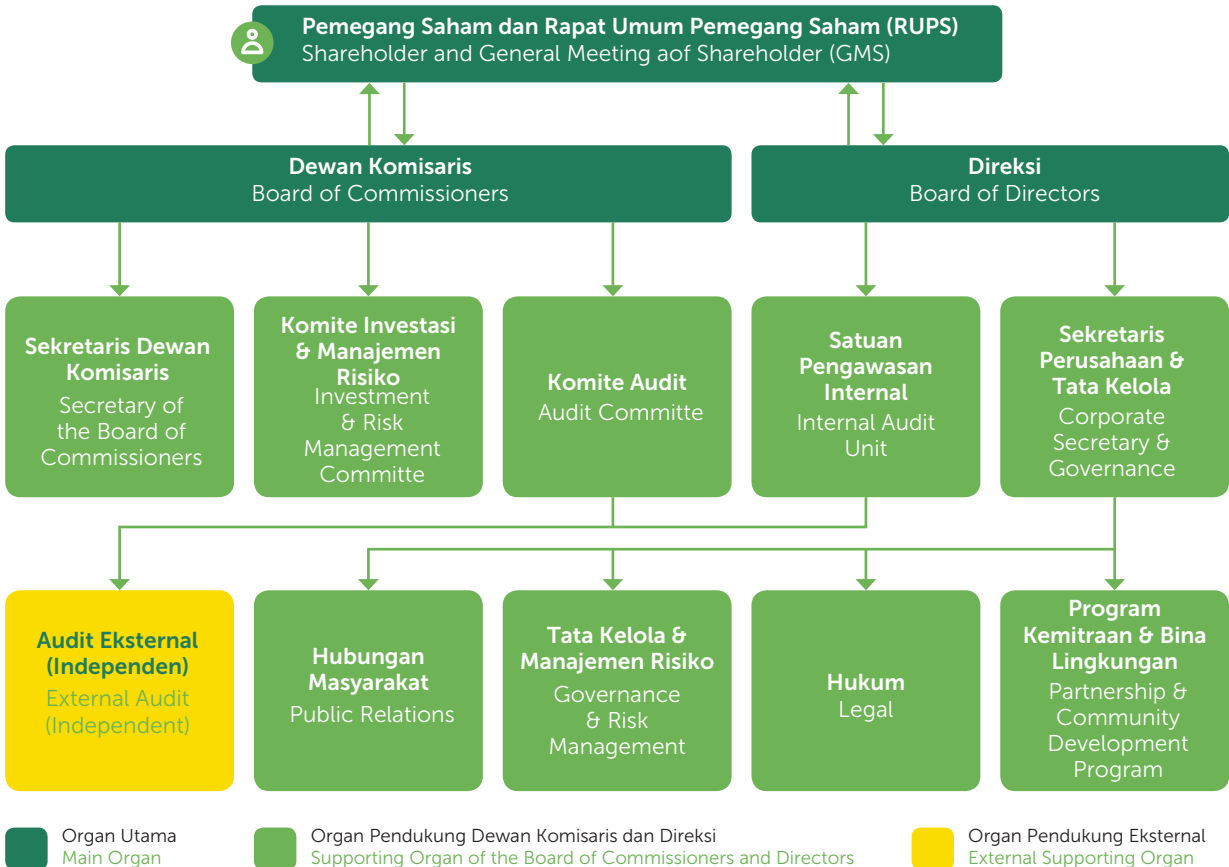 Pemegang Saham dan Rapat Umum Pemegang Saham (RUPS)
Shareholder and General Meeting aof Shareholder (GMS)
Dewan Komisaris
Board of Commissioners
Direksi
Board of Directors
Sekretaris Dewan
Komisaris
Secretary of
the Board of
Commissioners
Komite Investasi
& Manajemen
Risiko
Investment
& Risk
Management
Committe
Komite Audit
Audit Committe
Satuan
Pengawasan
Internal
Internal Audit
Unit
Sekretaris
Perusahaan &
Tata Kelola
Corporate
Secretary &
Governance
Audit Eksternal
(Independen)
External Audit
(Independent)
Hubungan
Masyarakat
Public Relations
Tata Kelola &
Manajemen Risiko
Governance
& Risk
Management
Hukum
Legal
Program
Kemitraan & Bina
Lingkungan
Partnership &
Community
Development
Program
Organ Utama
Main Organ
Organ Pendukung Dewan Komisaris dan Direksi
Supporting Organ of the Board of Commissioners and Directors
Organ Pendukung Eksternal
External Supporting Organ